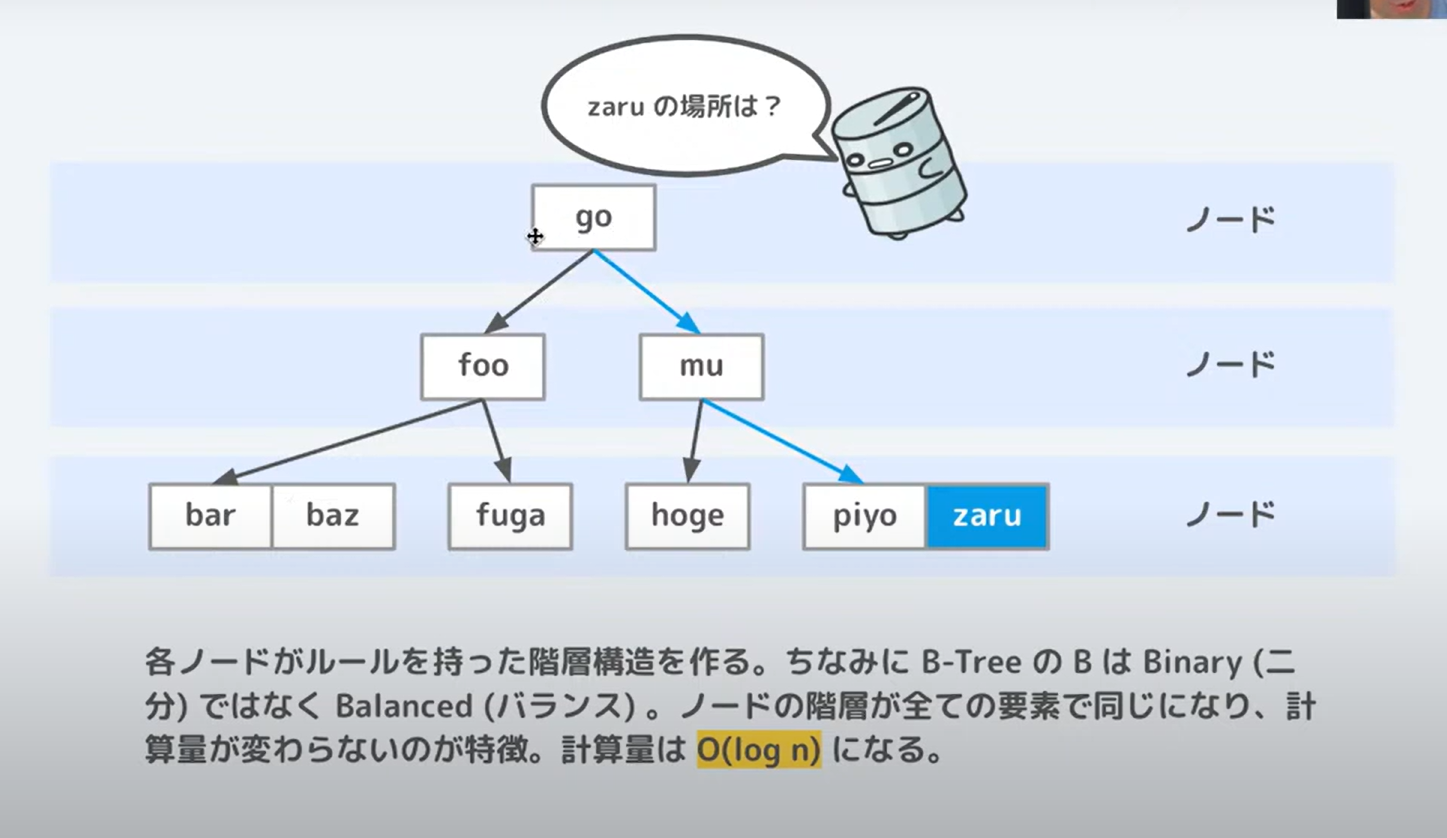 zaru の場所は？
go
ノード
foo
mu
ノード
bar
baz
fuga
hoge
piyo
zaru
ノード
各ノードがルールを持った階層構造を作る。ちなみに B-Tree の B は Binary (二
分) ではなく Balanced (バランス) 。ノードの階層が全ての要素で同じになり、計
算量が変わらないのが特徴。計算量は O(log n) になる。